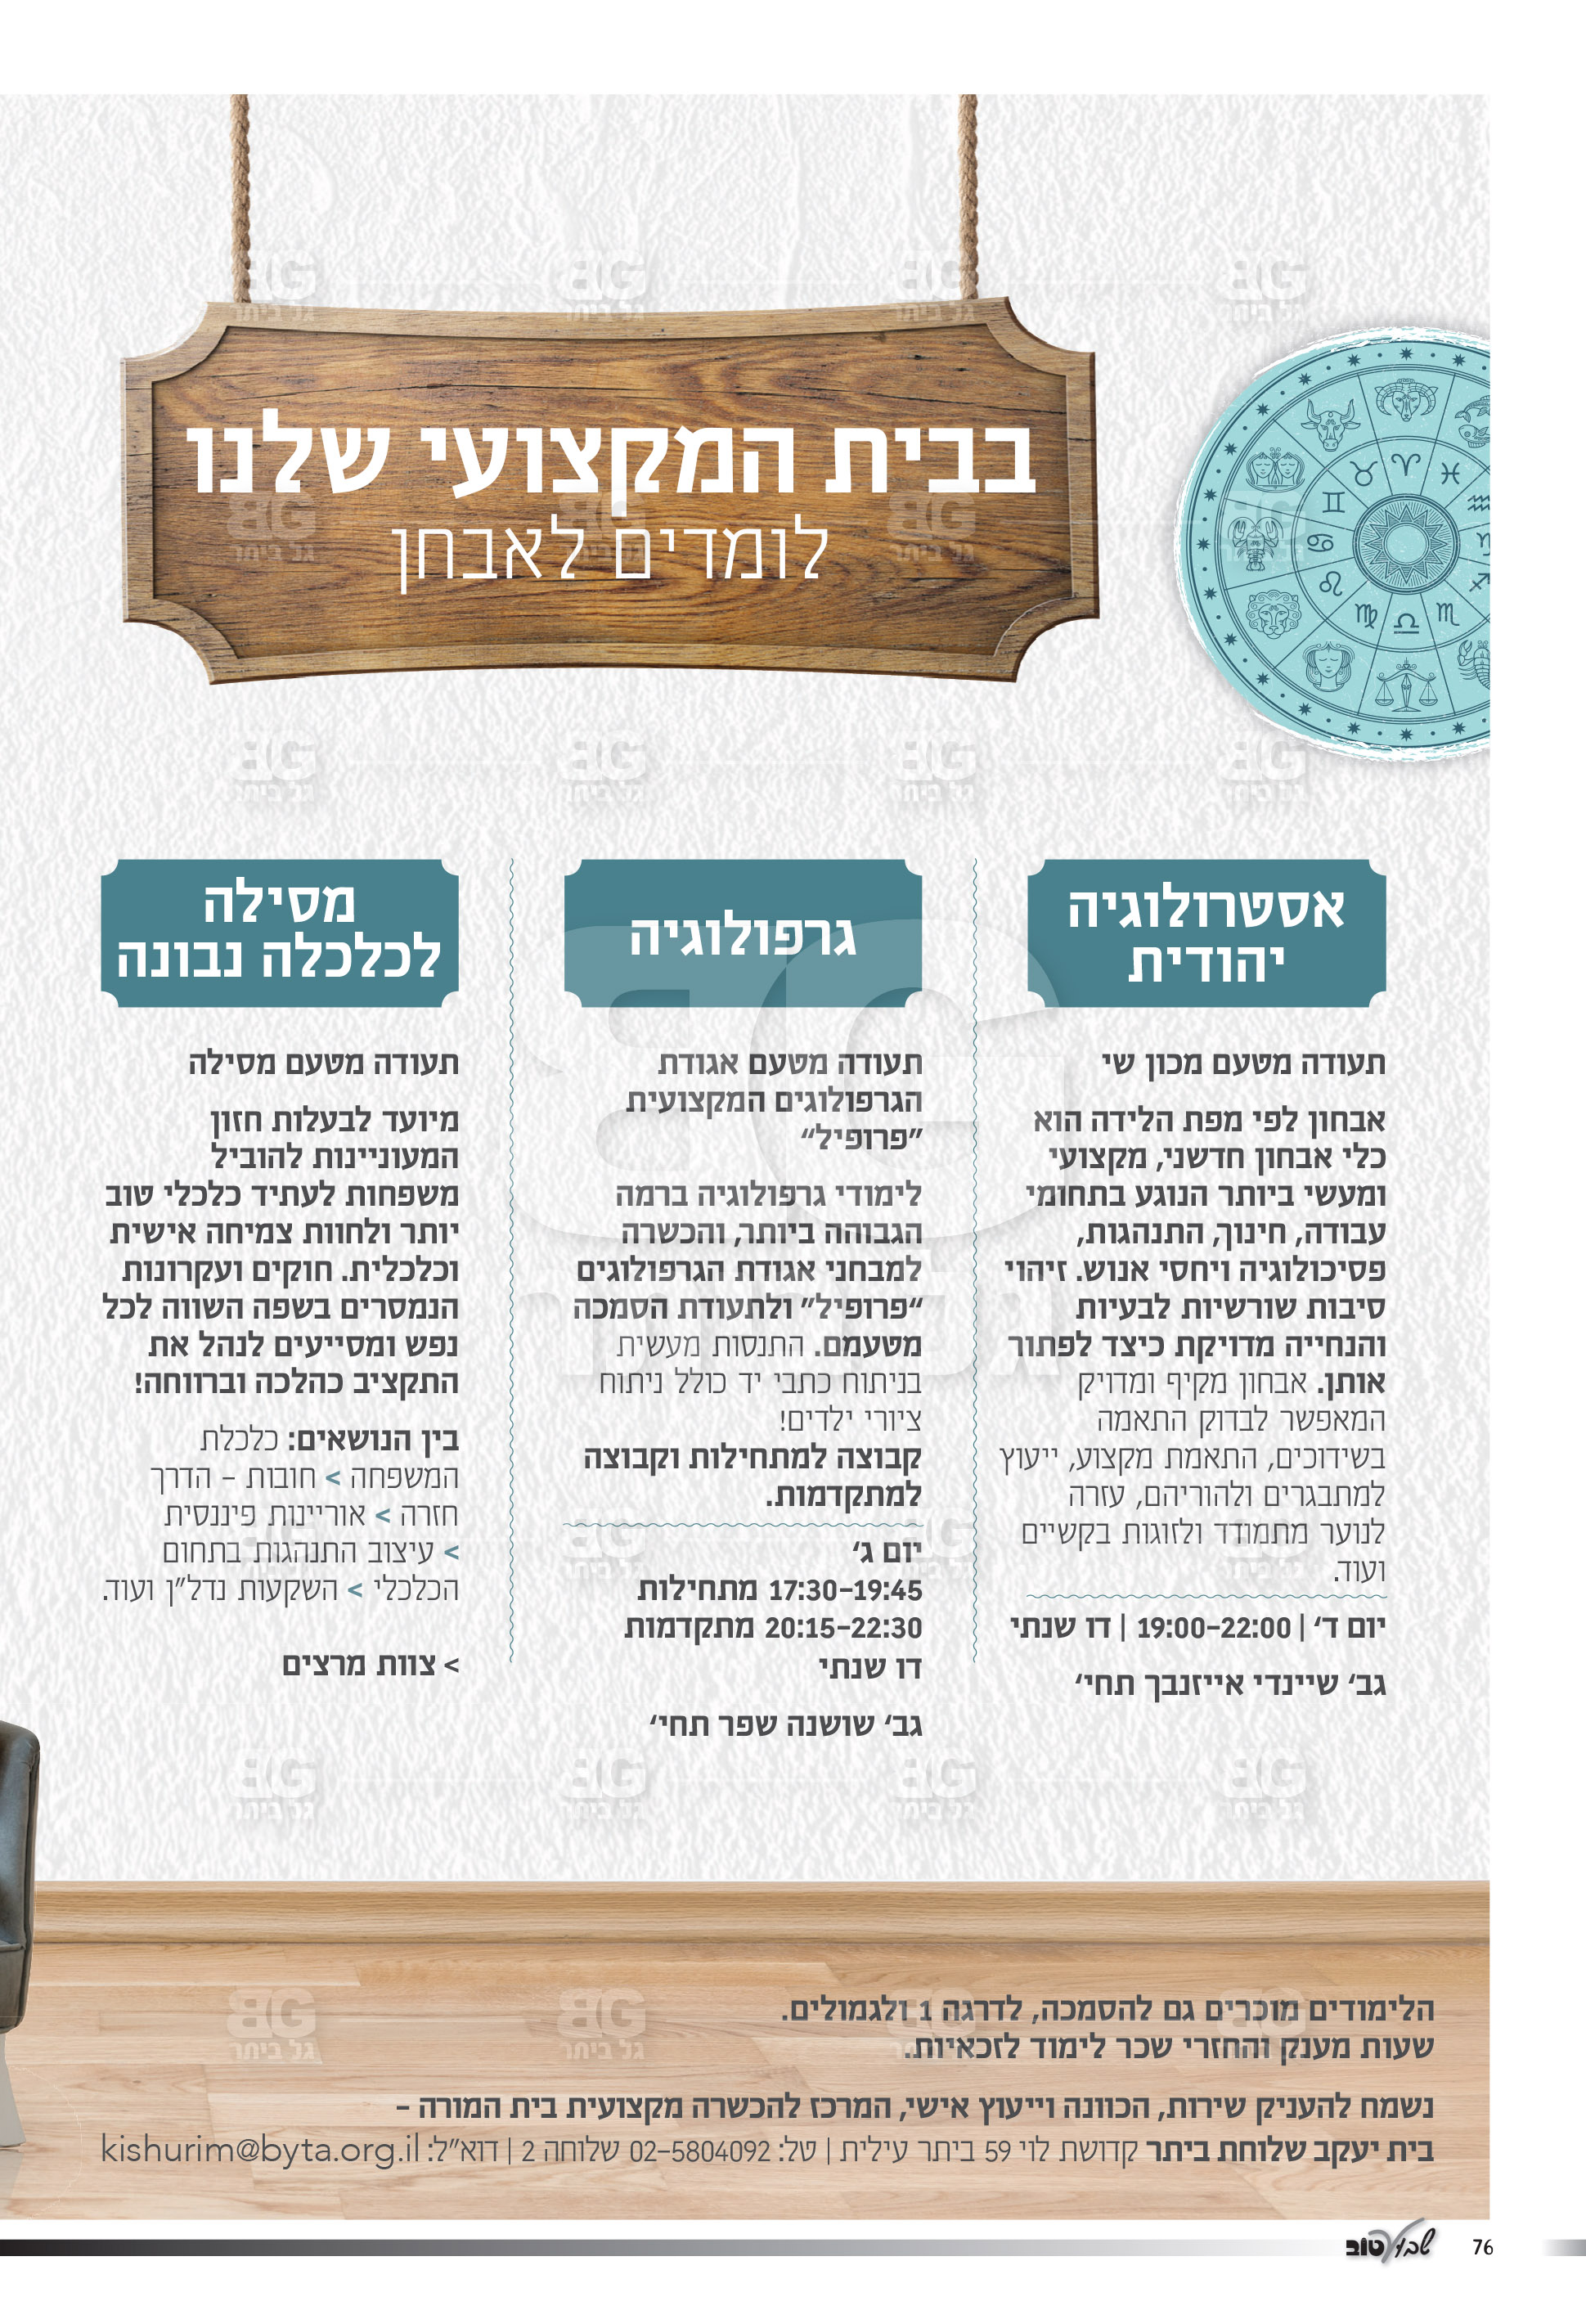 בבית המקצועי שלנו
לומדים לאבחן
אסטרולוגיה
יהודית
תעודה מטעם מכון שי
אבחון לפי מפת הלידה הוא
כלי אבחון חדשני, מקצועי
ומעשי ביותר הנוגע בתחומי
עבודה, חינוך, התנהגות,
פסיכולוגיה ויחסי אנוש. זיהוי
סיבות שורשיות לבעיות
והנחייה מדויקת כיצד לפתור
אותן. אבחון מקיף ומדויק
המאפשר לבדוק התאמה
בשידוכים, התאמת מקצוע, ייעוץ
למתבגרים ולהוריהם, עזרה
לנוער מתמודד ולזוגות בקשיים
ועוד.
יום ד' | 19:00-22:00 | דו שנתי
גב' שיינדי אייזנבך תחי'
גרפולוגיה
תעודה מטעם אגודת
הגרפולוגים המקצועית
"פרופיל"
לימודי גרפולוגיה ברמה
הגבוהה ביותר, והכשרה
למבחני אגודת הגרפולוגים
"פרופיל" ולתעודת הסמכה
מטעמם. התנסות מעשית
בניתוח כתבי יד כולל ניתוח
ציורי ילדים!
קבוצה למתחילות וקבוצה
למתקדמות.
יום ג'
17:30-19:45 מתחילות
20:15-22:30 מתקדמות
דו שנתי
גב' שושנה שפר תחי'
מסילה
לכלכלה נבונה
תעודה מטעם מסילה
מיועד לבעלות חזון
המעוניינות להוביל
משפחות לעתיד כלכלי טוב
יותר ולחוות צמיחה אישית
וכלכלית. חוקים ועקרונות
הנמסרים בשפה השווה לכל
נפש ומסייעים לנהל את
התקציב כהלכה וברווחה!
בין הנושאים: כלכלת
המשפחה > חובות - הדרך
חזרה > אוריינות פיננסית
> עיצוב התנהגות בתחום
הכלכלי > השקעות נדל"ן ועוד.
> צוות מרצים
הלימודים מוכרים גם להסמכה, לדרגה 1 ולגמולים.
שעות מענק והחזרי שכר לימוד לזכאיות.
נשמח להעניק שירות, הכוונה וייעוץ אישי, המרכז להכשרה מקצועית בית המורה -
בית יעקב שלוחת ביתר קדושת לוי 59 ביתר עילית | טל: 02-5804092 שלוחה 2 | דוא"ל: kishurim@byta.org.il
שבוע טוב
76
BG
גל ביתר